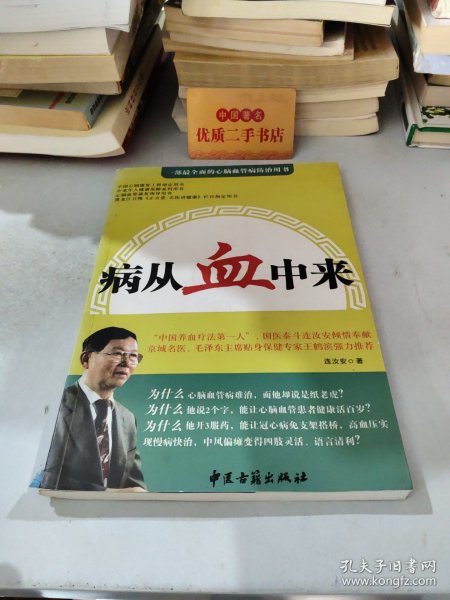 中国著名
优质二手书店
一部最全面的心脑血管病防治用书
病从血中来
“中国养血疗法第一人”、国医泰斗连汝安倾情奉献
京城名医、毛泽东主席贴身保健专家王鹤滨强力推荐
连汝安◎著
为什么心脑血管病难治，而他却说是纸老虎？
为什么他说2个字，能让心脑血管患者健康活百岁？
为什么他开3服药，能让冠心病免支架搭桥，高血压实
现慢病快治，中风偏瘫变得四肢灵活、语言清利？
中医古籍出版社
孔夫子旧书网
www.kongfz.com